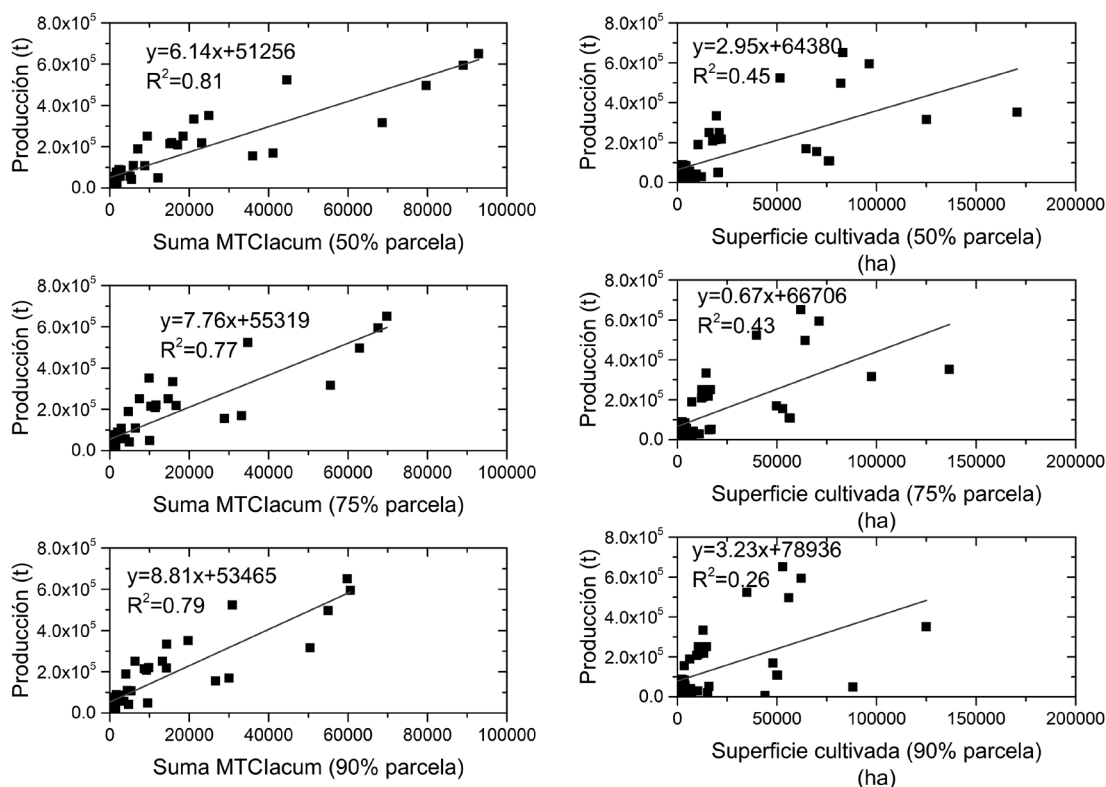 8.0x10⁵
6.0x10⁵
4.0x10⁵
2.0x10⁵
0.0
Producción (t)
y=6.14x+51256
R²=0.81
0 20000 40000 60000 80000 100000
Suma MTCIacum (50% parcela)
8.0x10⁵
6.0x10⁵
4.0x10⁵
2.0x10⁵
0.0
Producción (t)
y=2.95x+64380
R²=0.45
0 50000 100000 150000 200000
Superficie cultivada (50% parcela)
(ha)
8.0x10⁵
6.0x10⁵
4.0x10⁵
2.0x10⁵
0.0
Producción (t)
y=7.76x+55319
R²=0.77
0 20000 40000 60000 80000 100000
Suma MTCIacum (75% parcela)
8.0x10⁵
6.0x10⁵
4.0x10⁵
2.0x10⁵
0.0
Producción (t)
y=0.67x+66706
R²=0.43
0 50000 100000 150000 200000
Superficie cultivada (75% parcela)
(ha)
8.0x10⁵
6.0x10⁵
4.0x10⁵
2.0x10⁵
0.0
Producción (t)
y=8.81x+53465
R²=0.79
0 20000 40000 60000 80000 100000
Suma MTCIacum (90% parcela)
8.0x10⁵
6.0x10⁵
4.0x10⁵
2.0x10⁵
0.0
Producción (t)
y=3.23x+78936
R²=0.26
0 50000 100000 150000 200000
Superficie cultivada (90% parcela)
(ha)